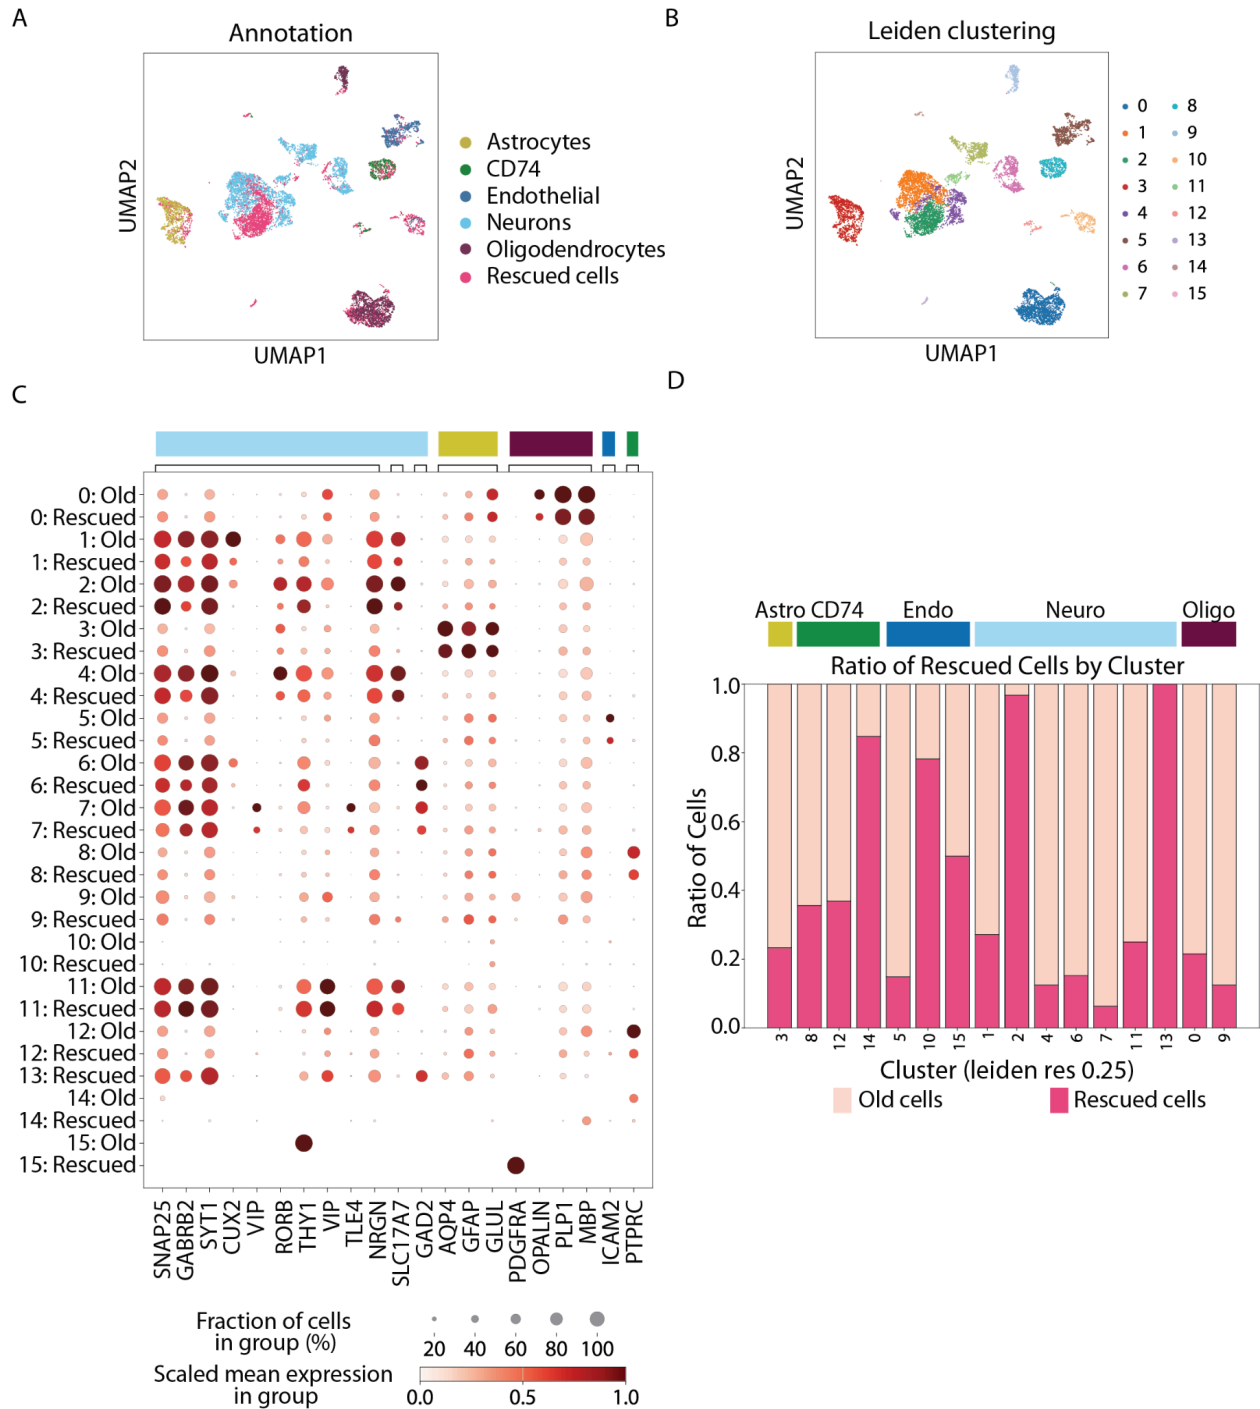 A
Annotation
UMAP2
UMAP1
Astrocytes
CD74
Endothelial
Neurons
Oligodendrocytes
Rescued cells
B
Leiden clustering
UMAP2
UMAP1
0 8
1 9
2 10
3 11
4 12
5 13
6 14
7 15
C
0: Old
0: Rescued
1: Old
1: Rescued
2: Old
2: Rescued
3: Old
3: Rescued
4: Old
4: Rescued
5: Old
5: Rescued
6: Old
6: Rescued
7: Old
7: Rescued
8: Old
8: Rescued
9: Old
9: Rescued
10: Old
10: Rescued
11: Old
11: Rescued
12: Old
12: Rescued
13: Rescued
14: Old
14: Rescued
15: Old
15: Rescued
SNAP25
GABRB2
SYT1
CUX2
VIP
RORB
THY1
VIP
TLE4
NRGN
SLC17A7
GAD2
AQP4
GFAP
GLUL
PDGFRA
OPALIN
PLP1
MBP
ICAM2
PTPRC
Fraction of cells
in group (%)
20 40 60 80 100
Scaled mean expression
in group
0.0 0.5 1.0
D
Astro CD74 Endo Neuro Oligo
Ratio of Rescued Cells by Cluster
Ratio of Cells
1.0
0.8
0.6
0.4
0.2
0.0
3 8 12 14 5 10 15 1 2 4 6 7 11 13 0 9
Cluster (leiden res 0.25)
Old cells Rescued cells